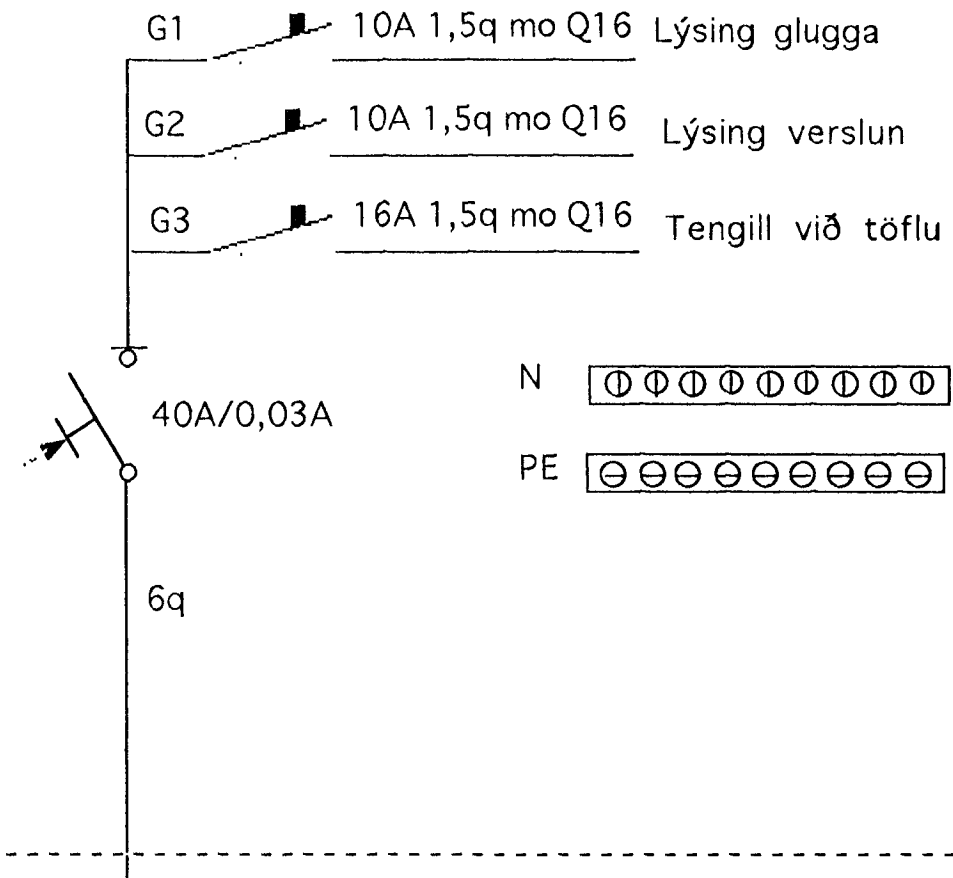 G1 10A 1,5q mo Q16 Lýsing glugga
G2 10A 1,5q mo Q16 Lýsing verslun
G3 16A 1,5q mo Q16 Tengill við töflu
40A/0,03A
N
PE
6q